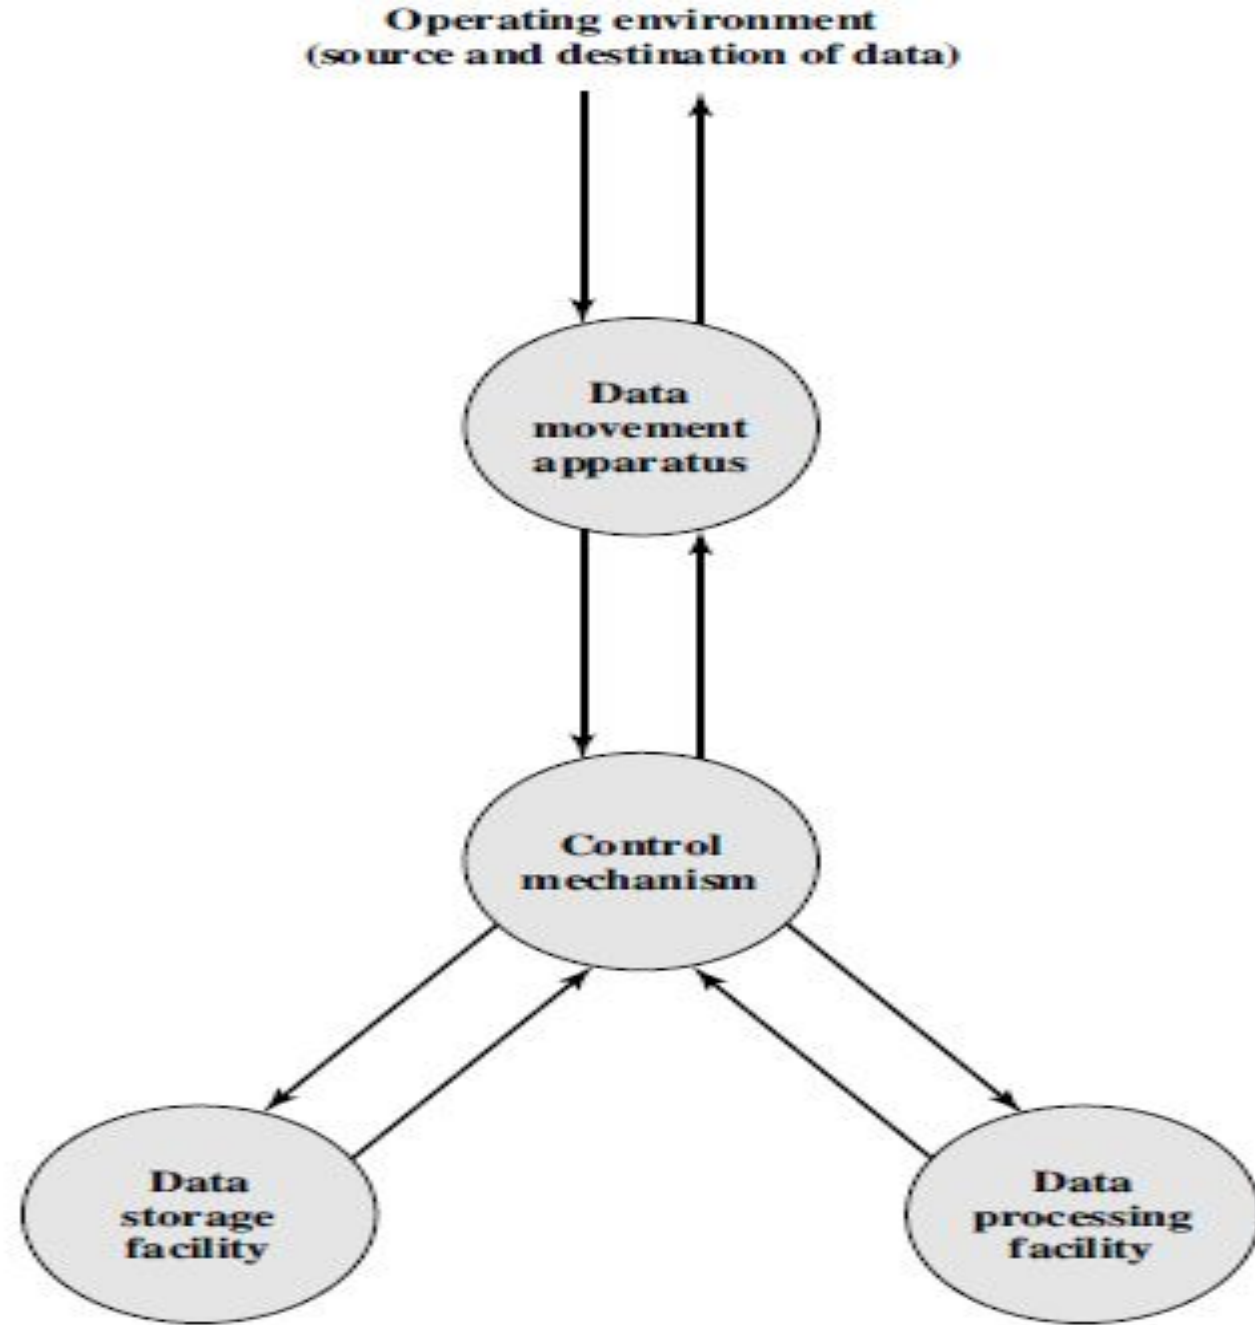 Operating environment
(source and destination of data)
Data
movement
apparatus
Control
mechanism
Data
storage
facility
Data
processing
facility